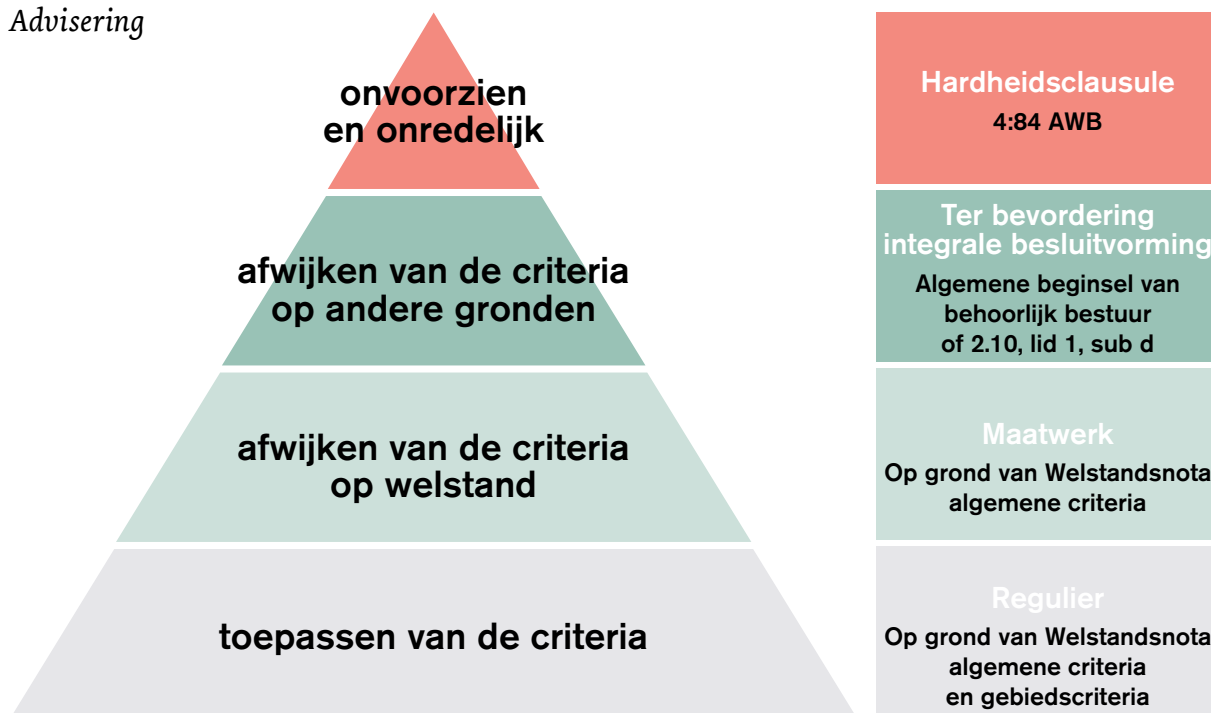 Advisering
onvoorzien
en onredelijk
Hardheidsclausule
4:84 AWB
afwijken van de criteria
op andere gronden
Ter bevordering
integrale besluitvorming
Algemene beginsel van
behoorlijk bestuur
of 2.10, lid 1, sub d
afwijken van de criteria
op welstand
Maatwerk
Op grond van Welstandsnota
algemene criteria
toepassen van de criteria
Regulier
Op grond van Welstandsnota
algemene criteria
en gebiedscriteria